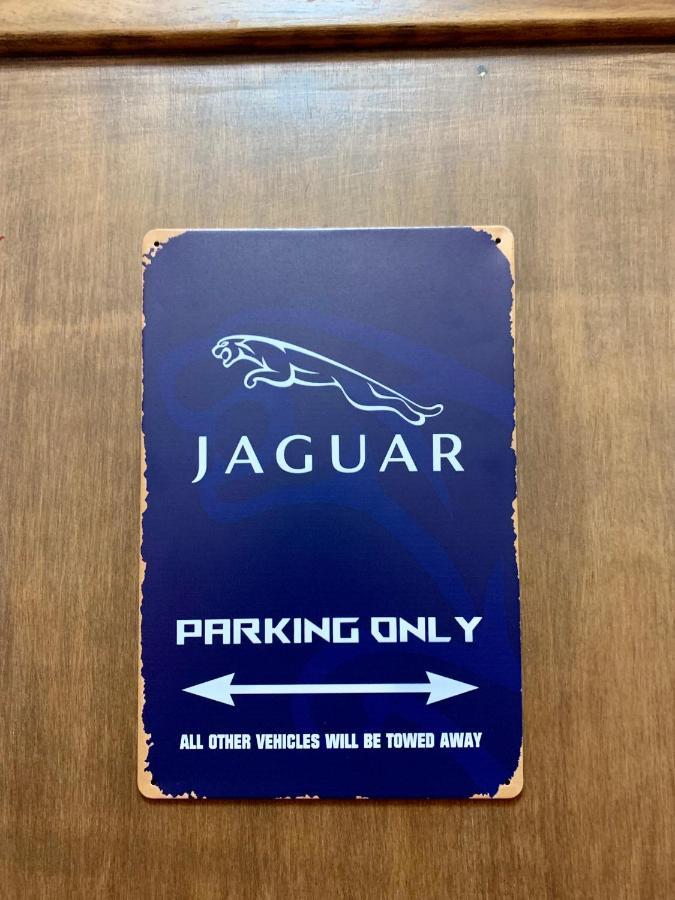 JAGUAR
PARKING ONLY
ALL OTHER VEHICLES WILL BE TOWED AWAY